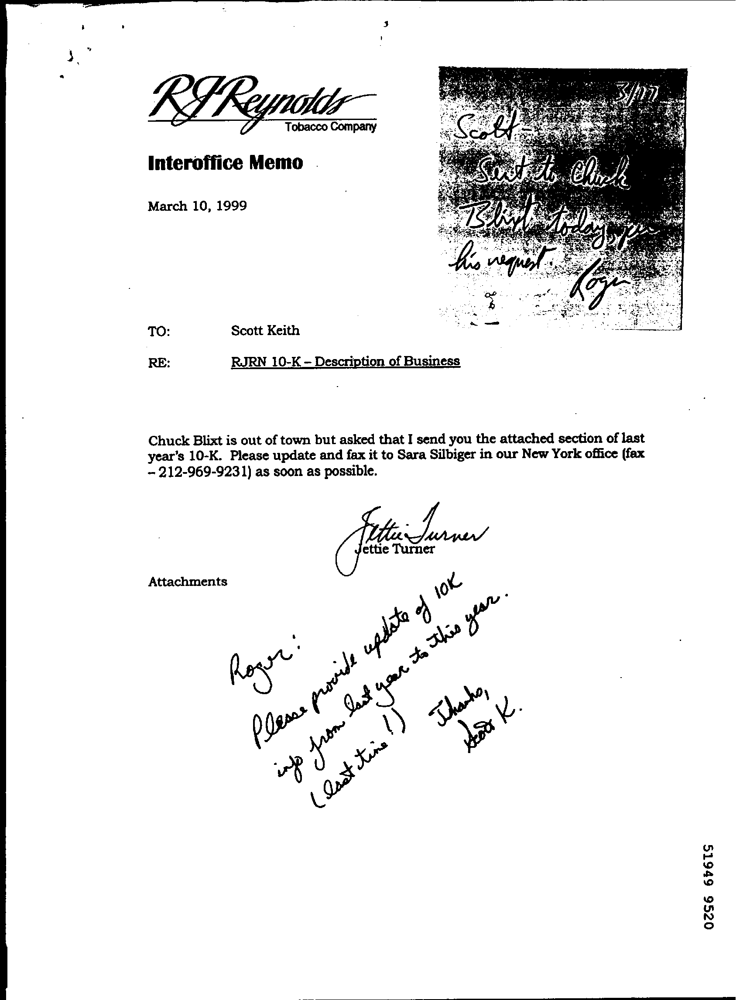 RJReynolds
Tobacco Company
Interoffice Memo
March 10, 1999
3/17
Scott-
Sent to Chuck
Blixt today, per
his request.
Roger
TO: Scott Keith
RE: RJRN 10-K – Description of Business
Chuck Blixt is out of town but asked that I send you the attached section of last
year's 10-K. Please update and fax it to Sara Silbiger in our New York office (fax
– 212-969-9231) as soon as possible.
Jettie Turner
Jettie Turner
Attachments
Roger:
Please provide update of 10K
info from last year to this year.
(last time!)
Thanks,
Scott K.
51949 9520